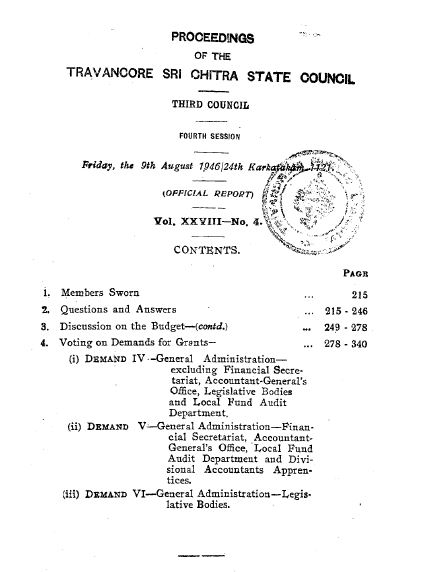 PROCEEDINGS
OF THE
TRAVANCORE SRI CHITRA STATE COUNCIL
THIRD COUNCIL
FOURTH SESSION
Friday, the 9th August 1946|24th Karkatakam 1121.
(OFFICIAL REPORT)
Vol. XXVIII—No. 4.
CONTENTS.
PAGE
1. Members Sworn ... 215
2. Questions and Answers ... 215 - 246
3. Discussion on the Budget—(contd.) ... 249 - 278
4. Voting on Demands for Grants— ... 278 - 340
(i) DEMAND IV—General Administration—
excluding Financial Secre-
tariat, Accountant-General's
Office, Legislative Bodies
and Local Fund Audit
Department.
(ii) DEMAND V—General Administration—Finan-
cial Secretariat, Accountant-
General's Office, Local Fund
Audit Department and Divi-
sional Accountants Appren-
tices.
(iii) DEMAND VI—General Administration—Legis-
lative Bodies.